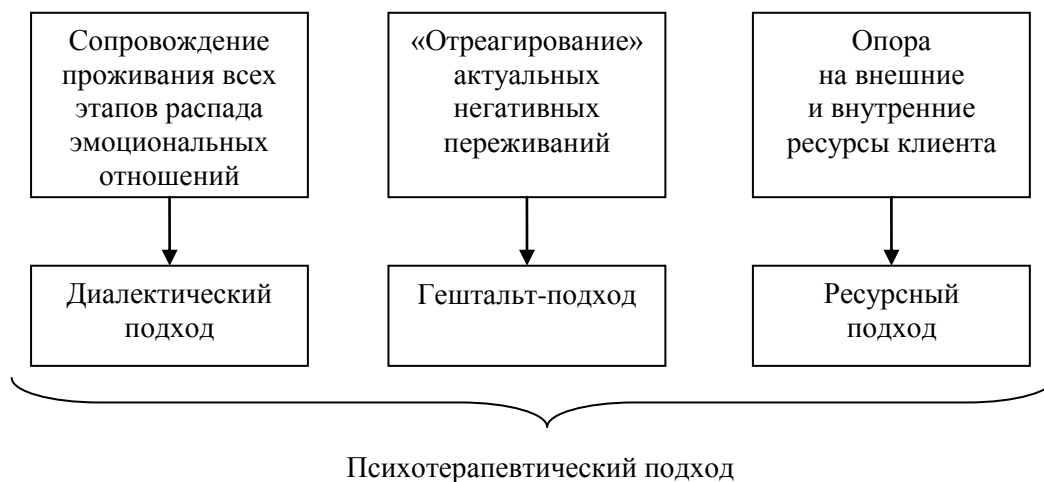 Сопровождение
проживания всех
этапов распада
эмоциональных
отношений
«Отреагирование»
актуальных
негативных
переживаний
Опора
на внешние
и внутренние
ресурсы клиента
Диалектический
подход
Гештальт-подход
Ресурсный
подход
Психотерапевтический подход